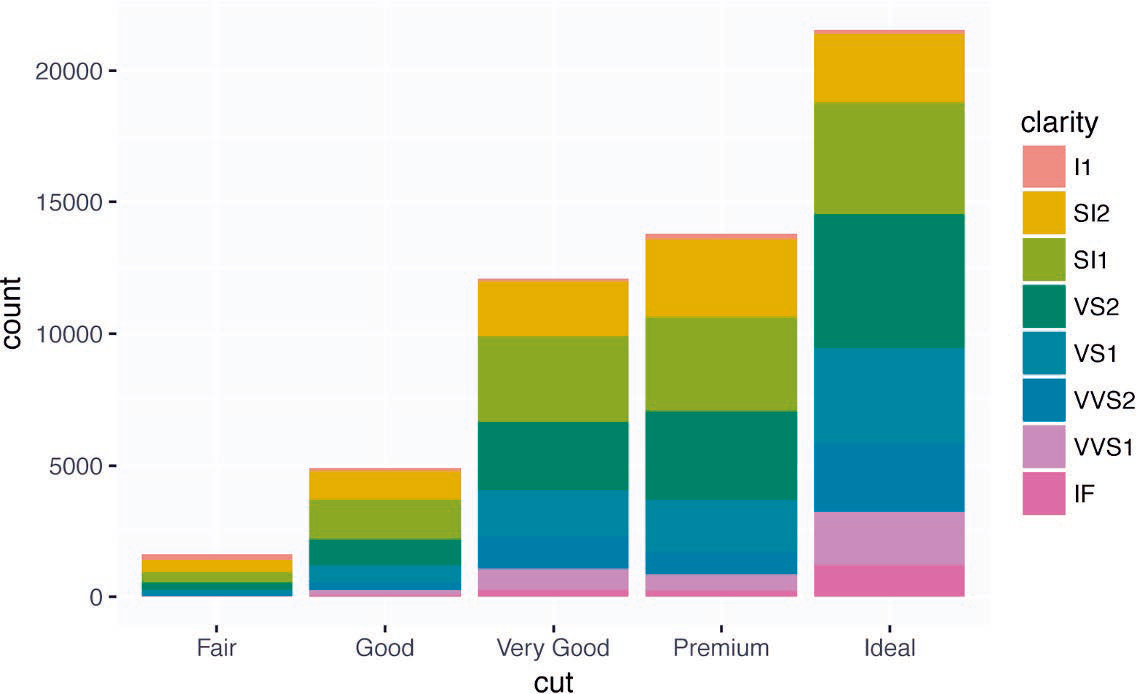 20000
15000
10000
5000
0
count
Fair Good Very Good Premium Ideal
cut
clarity
I1
SI2
SI1
VS2
VS1
VVS2
VVS1
IF